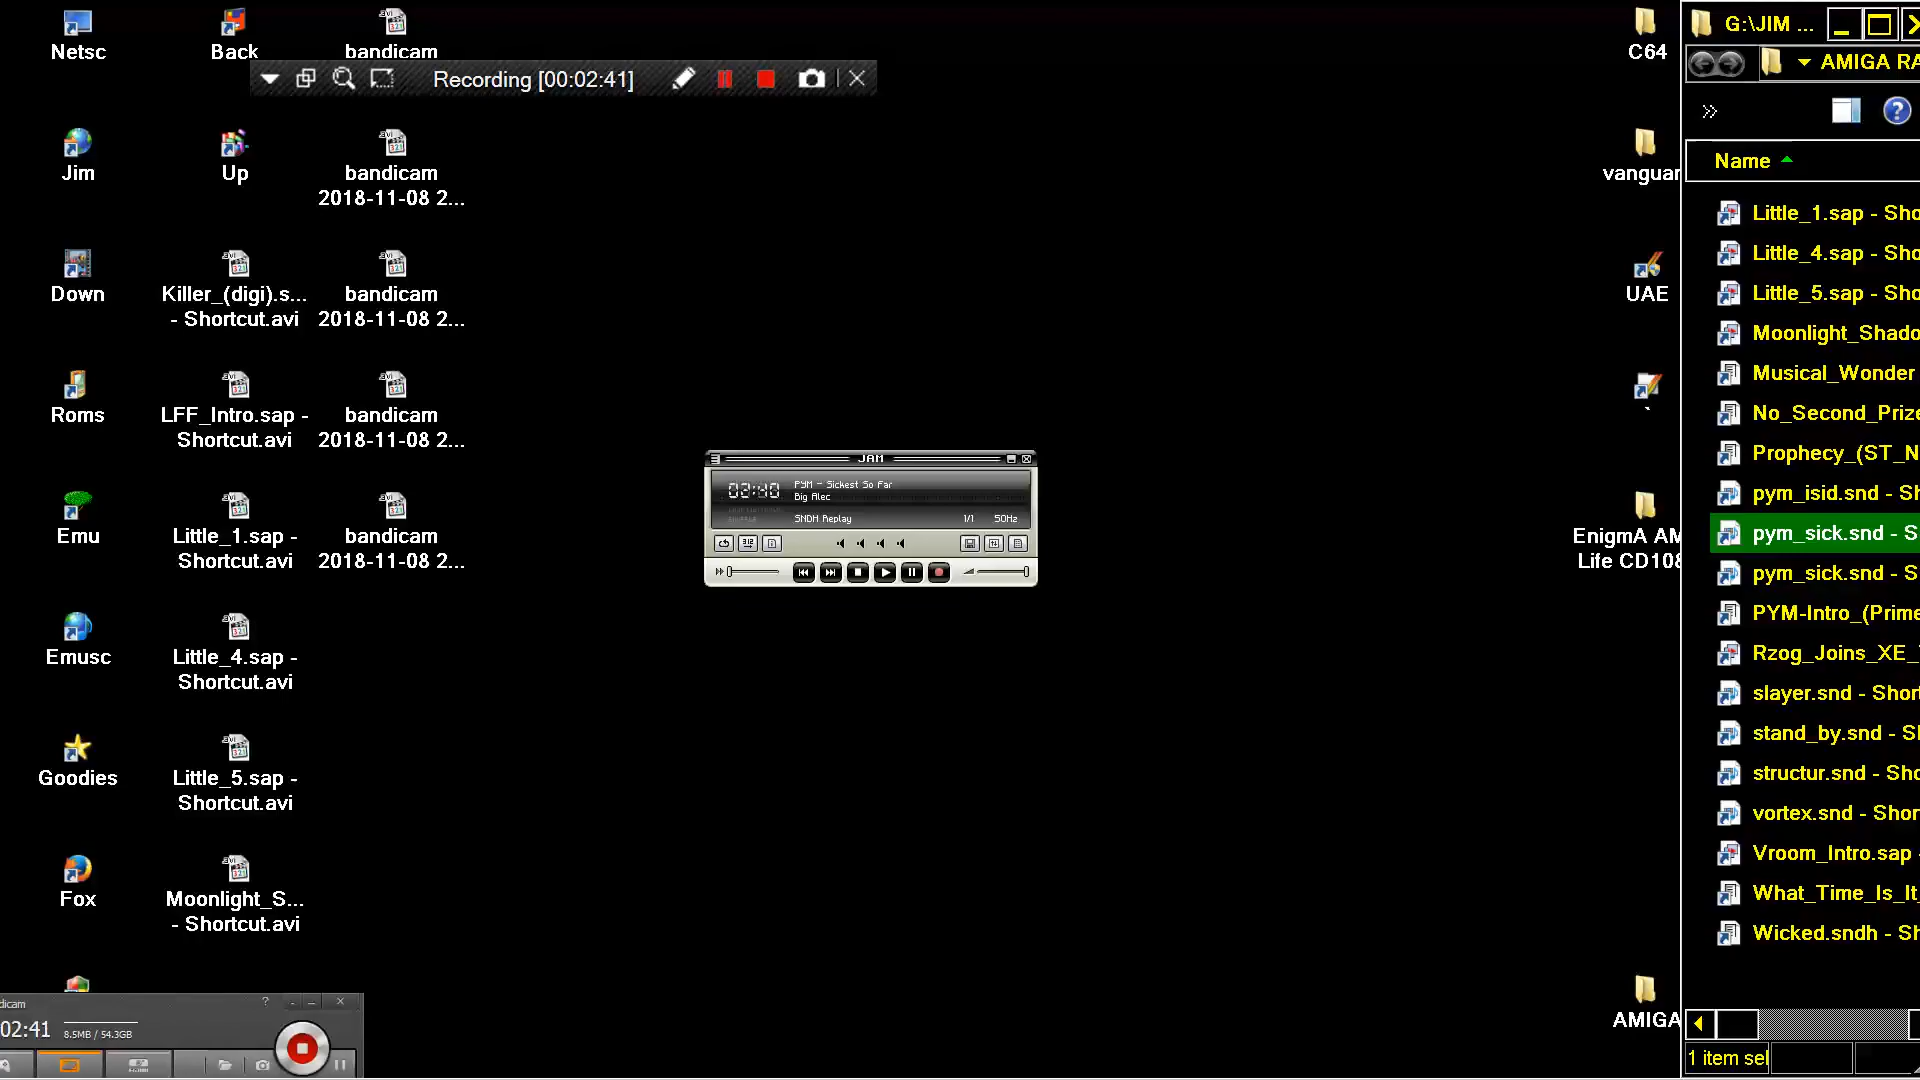 Netsc
Back
bandicam
Recording [00:02:41]
Jim
Up
bandicam
2018-11-08 2...
Down
Killer_(digi).s...
- Shortcut.avi
bandicam
2018-11-08 2...
Roms
LFF_Intro.sap -
Shortcut.avi
bandicam
2018-11-08 2...
Emu
Little_1.sap -
Shortcut.avi
bandicam
2018-11-08 2...
Emusc
Little_4.sap -
Shortcut.avi
Goodies
Little_5.sap -
Shortcut.avi
Fox
Moonlight_S...
- Shortcut.avi
dicam
02:41
8.5MB / 54.3GB
JAM
02:40
PYM - Sickest So Far
Big Alec
SNDH Replay
1/1
50Hz
C64
vanguar
UAE
EnigmA AM
Life CD108
AMIGA
G:\JIM ...
AMIGA RA
Name
Little_1.sap - Sho
Little_4.sap - Sho
Little_5.sap - Sho
Moonlight_Shado
Musical_Wonder
No_Second_Prize
Prophecy_(ST_N
pym_isid.snd - Sh
pym_sick.snd - S
pym_sick.snd - S
PYM-Intro_(Prime
Rzog_Joins_XE_
slayer.snd - Short
stand_by.snd - Sh
structur.snd - Sho
vortex.snd - Shor
Vroom_Intro.sap -
What_Time_Is_It_
Wicked.sndh - Sh
1 item sel